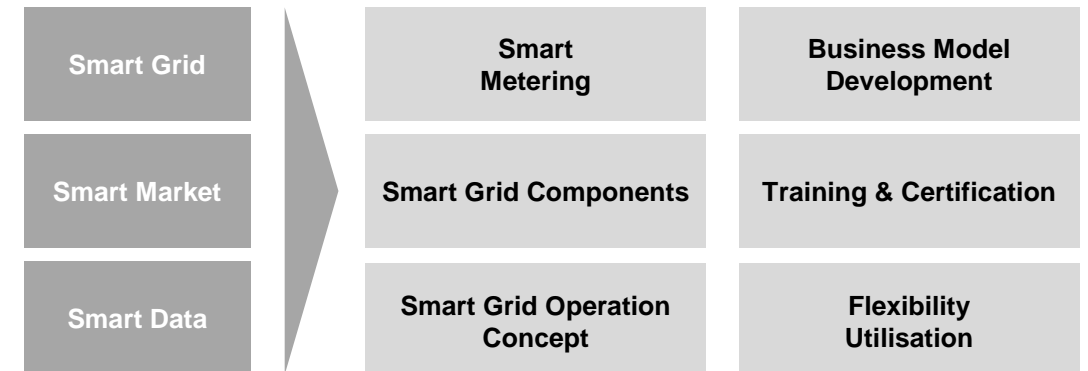 Smart Grid
Smart
Metering
Business Model
Development
Smart Market
Smart Grid Components
Training & Certification
Smart Data
Smart Grid Operation
Concept
Flexibility
Utilisation